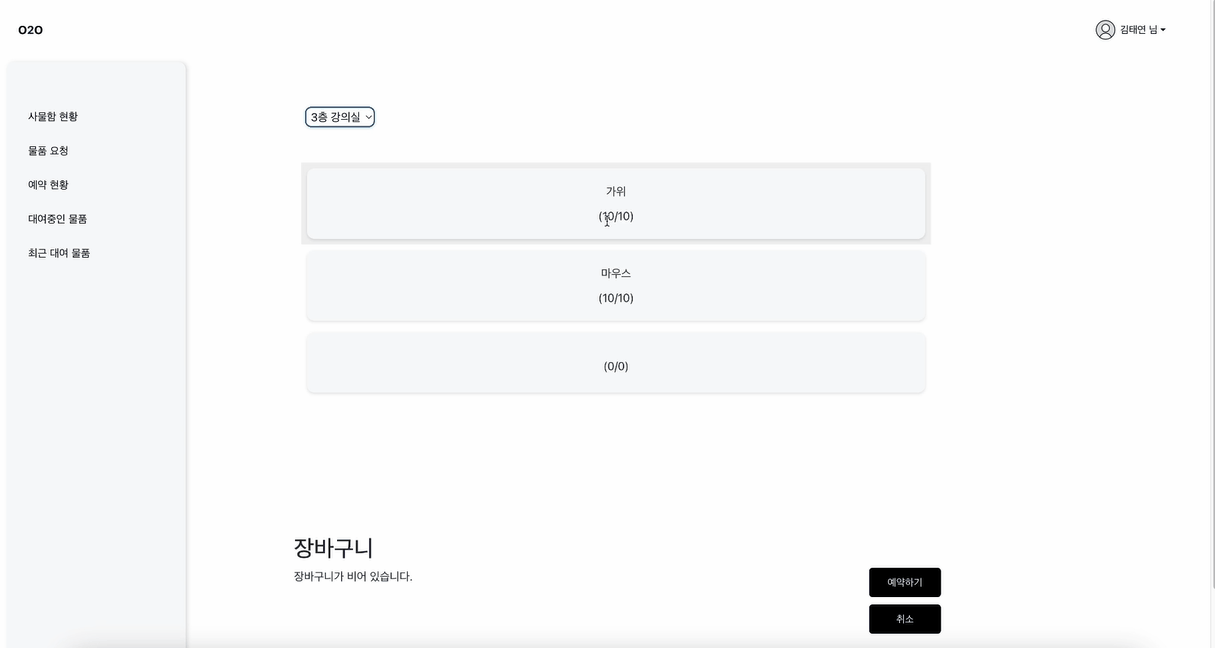 O2O
김태연 님
사물함 현황
물품 요청
예약 현황
대여중인 물품
최근 대여 물품
3층 강의실
가위
(10/10)
마우스
(10/10)
(0/0)
장바구니
장바구니가 비어 있습니다.
예약하기
취소